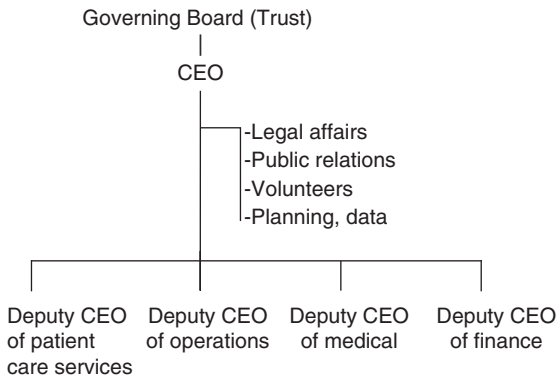 Governing Board (Trust)
CEO
-Legal affairs
-Public relations
-Volunteers
-Planning, data
Deputy CEO
of patient
care services
Deputy CEO
of operations
Deputy CEO
of medical
Deputy CEO
of finance